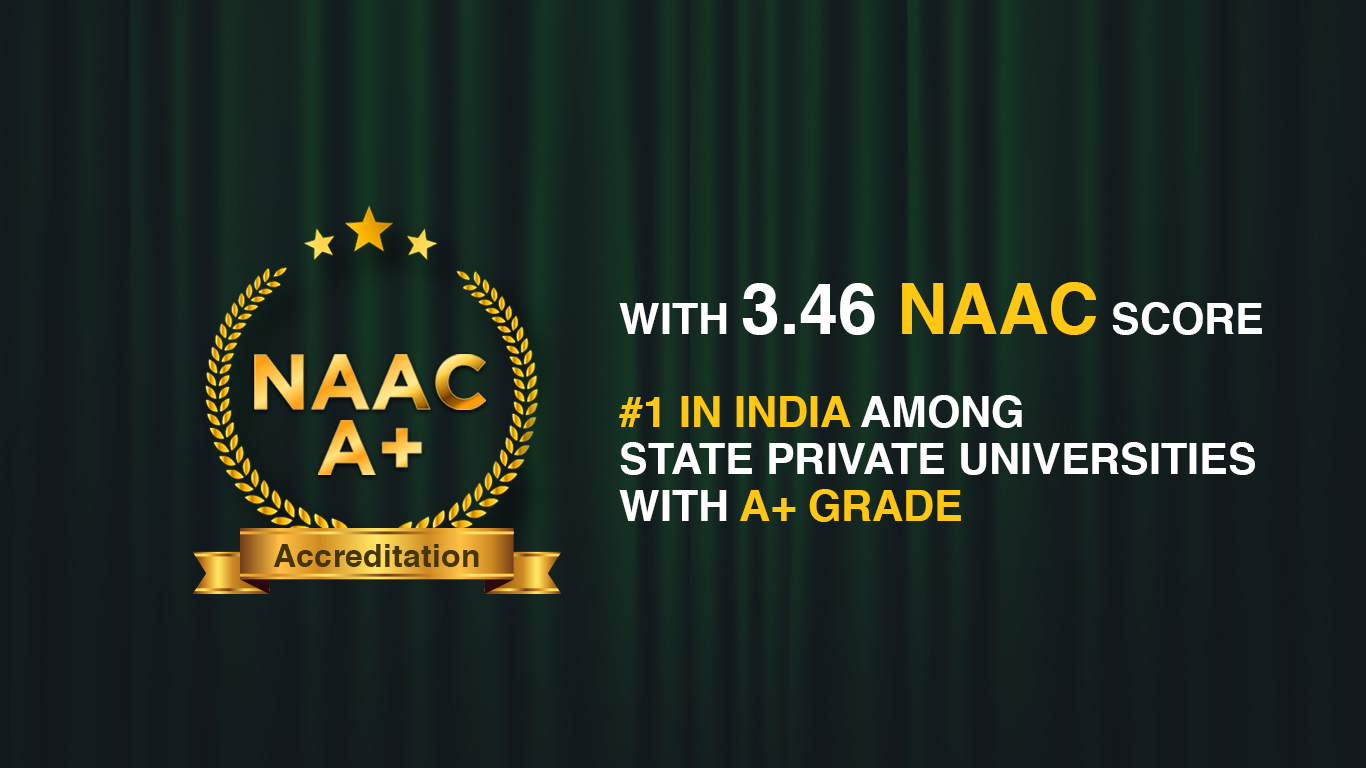 NAAC
A+
Accreditation
WITH 3.46 NAAC SCORE
#1 IN INDIA AMONG
STATE PRIVATE UNIVERSITIES
WITH A+ GRADE